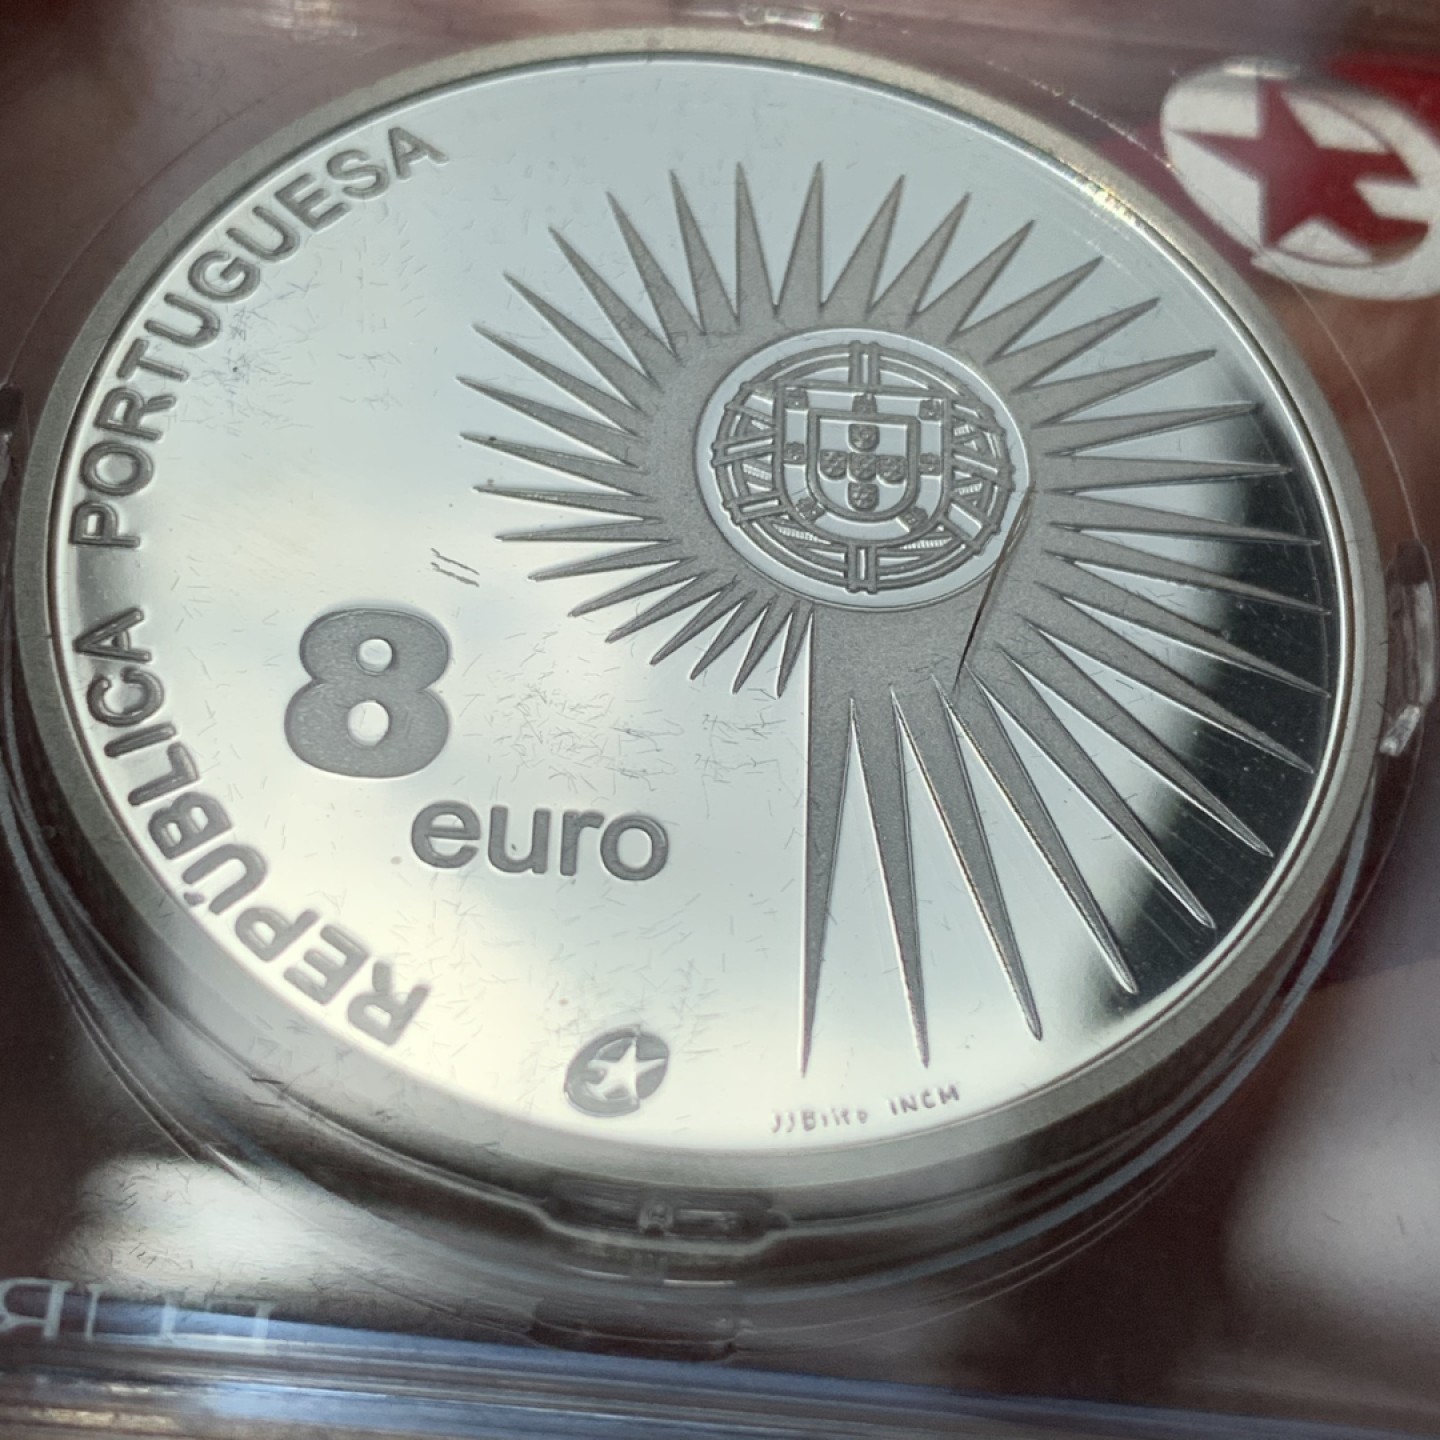 REPÚBLICA PORTUGUESA
8
euro
JJBrito INCM